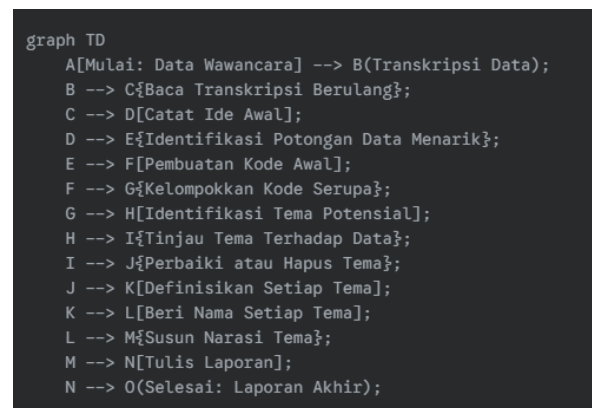 graph TD
A[Mulai: Data Wawancara] --> B(Transkripsi Data);
B --> C{Baca Transkripsi Berulang};
C --> D[Catat Ide Awal];
D --> E{Identifikasi Potongan Data Menarik};
E --> F[Pembuatan Kode Awal];
F --> G{Kelompokkan Kode Serupa};
G --> H[Identifikasi Tema Potensial];
H --> I{Tinjau Tema Terhadap Data};
I --> J{Perbaiki atau Hapus Tema};
J --> K[Definisikan Setiap Tema];
K --> L[Beri Nama Setiap Tema];
L --> M{Susun Narasi Tema};
M --> N[Tulis Laporan];
N --> O(Selesai: Laporan Akhir);